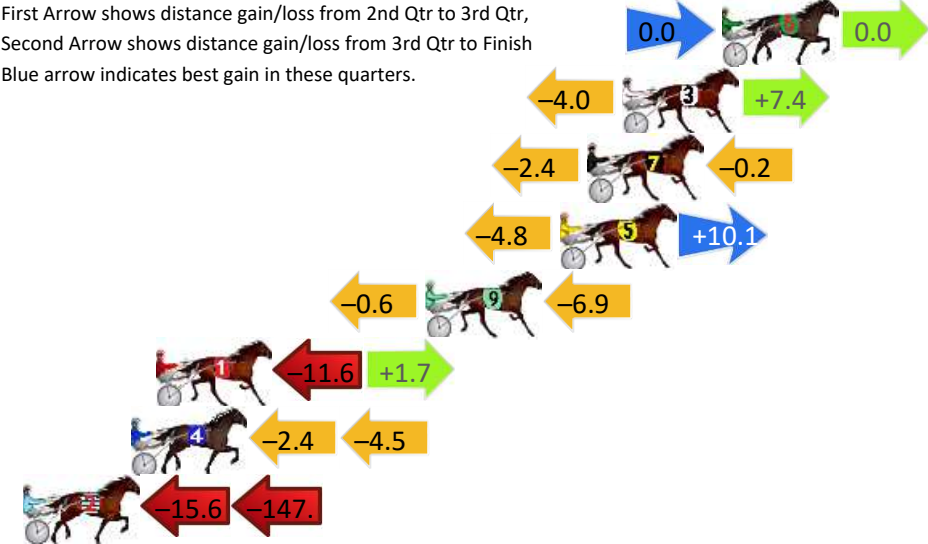 First Arrow shows distance gain/loss from 2nd Qtr to 3rd Qtr,
Second Arrow shows distance gain/loss from 3rd Qtr to Finish
Blue arrow indicates best gain in these quarters.
0.0 6 0.0
–4.0 3 +7.4
–2.4 7 –0.2
–4.8 5 +10.1
–0.6 9 –6.9
1 –11.6 +1.7
4 –2.4 –4.5
2 –15.6 –147.